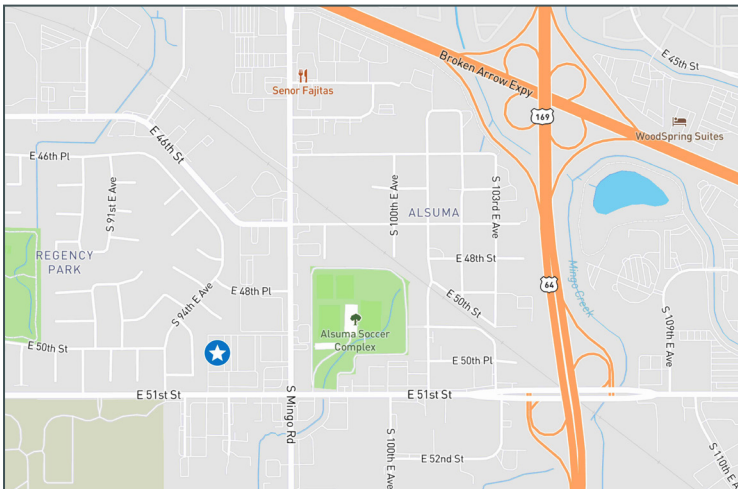 E 45th St
Broken Arrow Expy
Senor Fajitas
169
WoodSpring Suites
E 46th St
E 46th Pl
S 91st E Ave
S 100th E Ave
S 103rd E Ave
ALSUMA
REGENCY
PARK
E 48th St
64
Mingo Creek
E 48th Pl
S 94th E Ave
E 50th St
S 109th E Ave
Alsuma Soccer
Complex
E 50th St
E 50th Pl
E 51st St
E 51st St
S Mingo Rd
S 100th E Ave
E 52nd St
S 110th E A